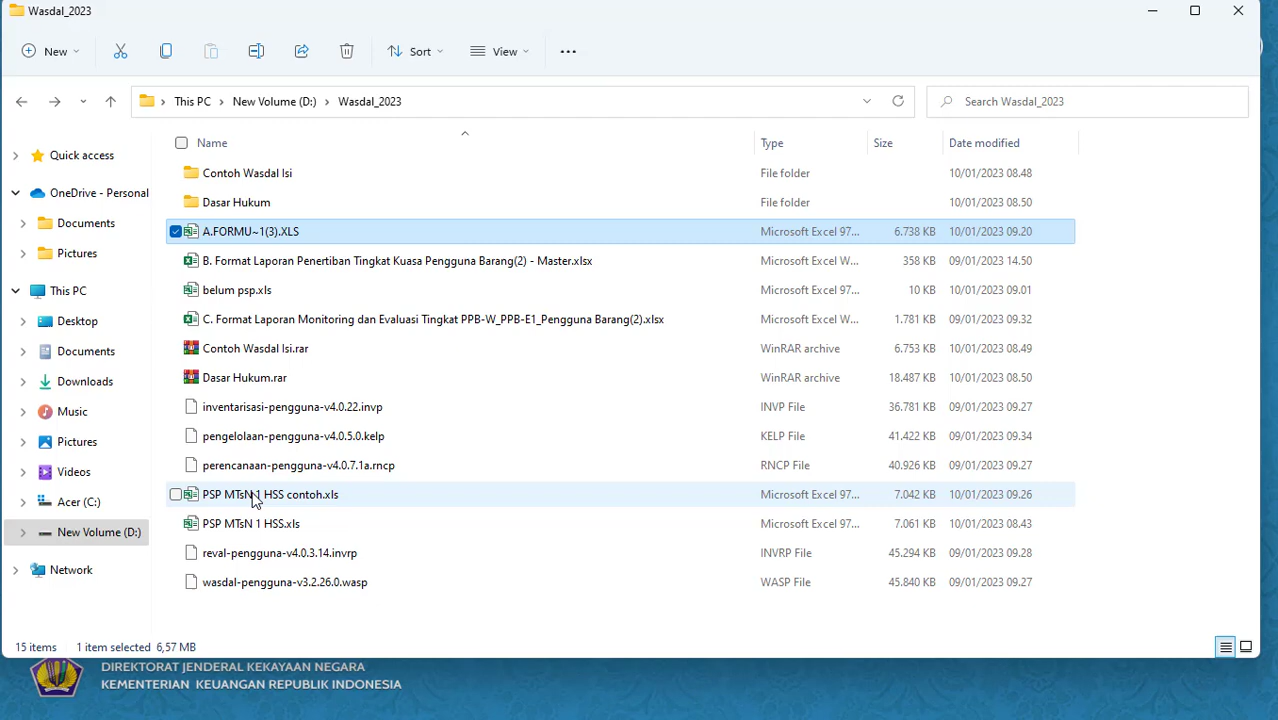 Wasdal_2023
New
Sort
View
This PC > New Volume (D:) > Wasdal_2023
Search Wasdal_2023
Name Type Size Date modified
Quick access
OneDrive - Personal
Documents
Pictures
This PC
Desktop
Documents
Downloads
Music
Pictures
Videos
Acer (C:)
New Volume (D:)
Network
Contoh Wasdal Isi File folder 10/01/2023 08.48
Dasar Hukum File folder 10/01/2023 08.50
A.FORMU~1(3).XLS Microsoft Excel 97... 6.738 KB 10/01/2023 09.20
B. Format Laporan Penertiban Tingkat Kuasa Pengguna Barang(2) - Master.xlsx Microsoft Excel W... 358 KB 09/01/2023 14.50
belum psp.xls Microsoft Excel 97... 10 KB 09/01/2023 09.01
C. Format Laporan Monitoring dan Evaluasi Tingkat PPB-W_PPB-E1_Pengguna Barang(2).xlsx Microsoft Excel W... 1.781 KB 09/01/2023 09.32
Contoh Wasdal Isi.rar WinRAR archive 6.753 KB 10/01/2023 08.49
Dasar Hukum.rar WinRAR archive 18.487 KB 10/01/2023 08.50
inventarisasi-pengguna-v4.0.22.invp INVP File 36.781 KB 09/01/2023 09.27
pengelolaan-pengguna-v4.0.5.0.kelp KELP File 41.422 KB 09/01/2023 09.34
perencanaan-pengguna-v4.0.7.1a.rncp RNCP File 40.926 KB 09/01/2023 09.27
PSP MTsN 1 HSS contoh.xls Microsoft Excel 97... 7.042 KB 10/01/2023 09.26
PSP MTsN 1 HSS.xls Microsoft Excel 97... 7.061 KB 10/01/2023 08.43
reval-pengguna-v4.0.3.14.invrp INVRP File 45.294 KB 09/01/2023 09.28
wasdal-pengguna-v3.2.26.0.wasp WASP File 45.840 KB 09/01/2023 09.27
15 items 1 item selected 6,57 MB
DIREKTORAT JENDERAL KEKAYAAN NEGARA
KEMENTERIAN KEUANGAN REPUBLIK INDONESIA